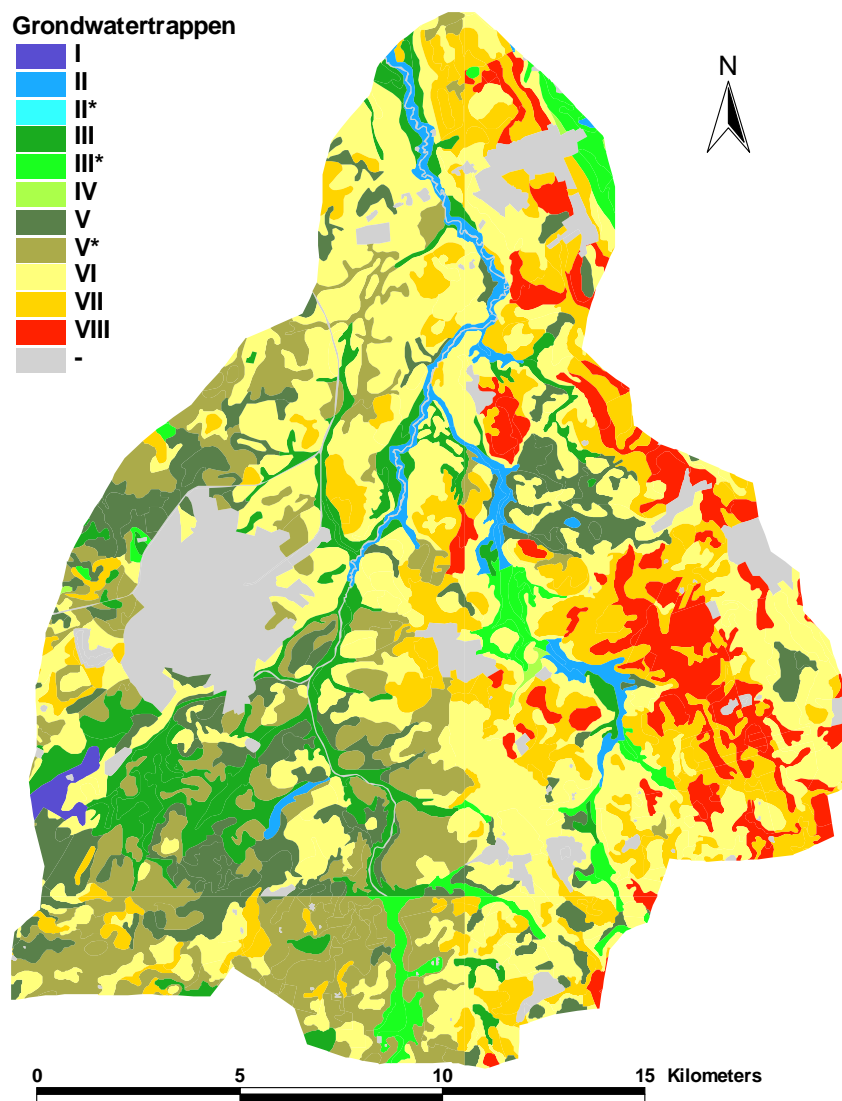 Grondwatertrappen
I
II
II*
III
III*
IV
V
V*
VI
VII
VIII
-
N
0 5 10 15 Kilometers